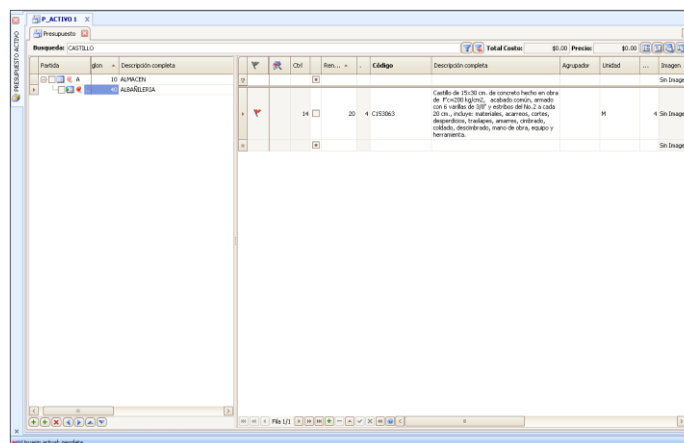 P_ACTIVO 1 X
PRESUPUESTO ACTIVO
Presupuesto
Busqueda: CASTILLO
Total Costo: $0.00 Precio: $0.00
Partida glon Descripción completa
A 10 ALMACEN
40 ALBAÑILERIA
Ctrl Ren... . Código Descripción completa Agrupador Unidad ... Imagen
Sin Image
14 20 4 C153063 Castillo de 15x30 cm. de concreto hecho en obra
de F'c=200 kg/cm2, acabado común, armado
con 6 varillas de 3/8" y estribos del No.2 a cada
20 cm., incluye: materiales, acarreos, cortes,
desperdicios, traslapes, amarres, cimbrado,
coldado, descimbrado, mano de obra, equipo y
herramienta.
M 4 Sin Image
Sin Image
Fila 1/1
Usuario actual: neodata